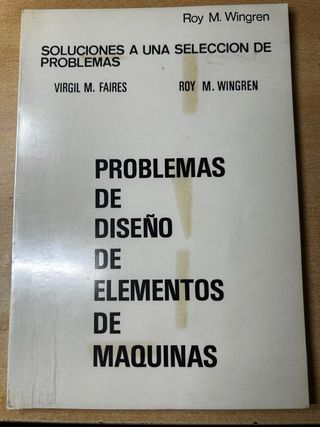 Roy M. Wingren
SOLUCIONES A UNA SELECCION DE
PROBLEMAS
VIRGIL M. FAIRES ROY M. WINGREN
PROBLEMAS
DE
DISEÑO
DE
ELEMENTOS
DE
MAQUINAS